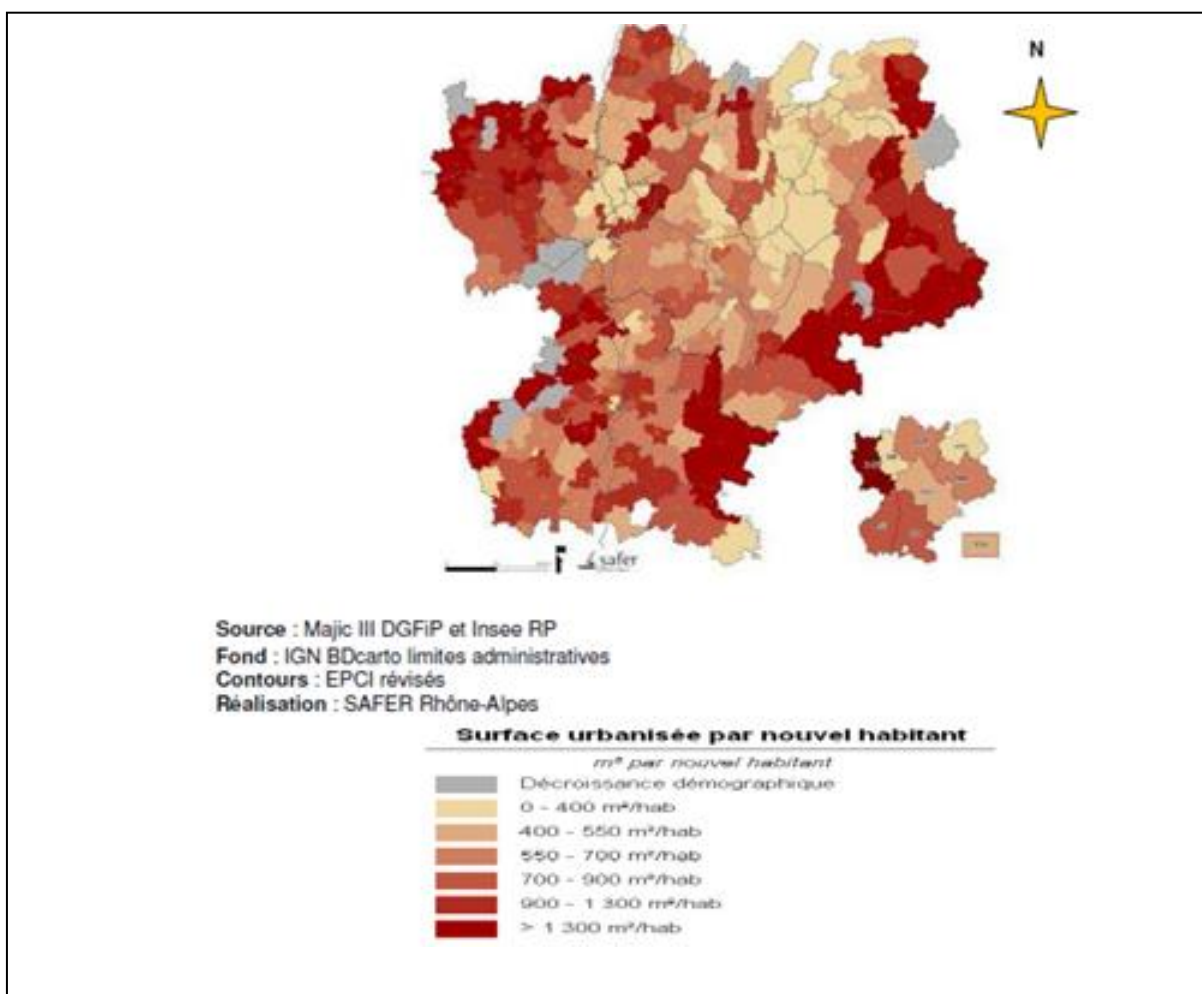 N
safer
Source : Majic III DGFiP et Insee RP
Fond : IGN BDcarto limites administratives
Contours : EPCI révisés
Réalisation : SAFER Rhône-Alpes
Surface urbanisée par nouvel habitant
m² par nouvel habitant
Décroissance démographique
0 - 400 m²/hab
400 - 550 m²/hab
550 - 700 m²/hab
700 - 900 m²/hab
900 - 1 300 m²/hab
> 1 300 m²/hab